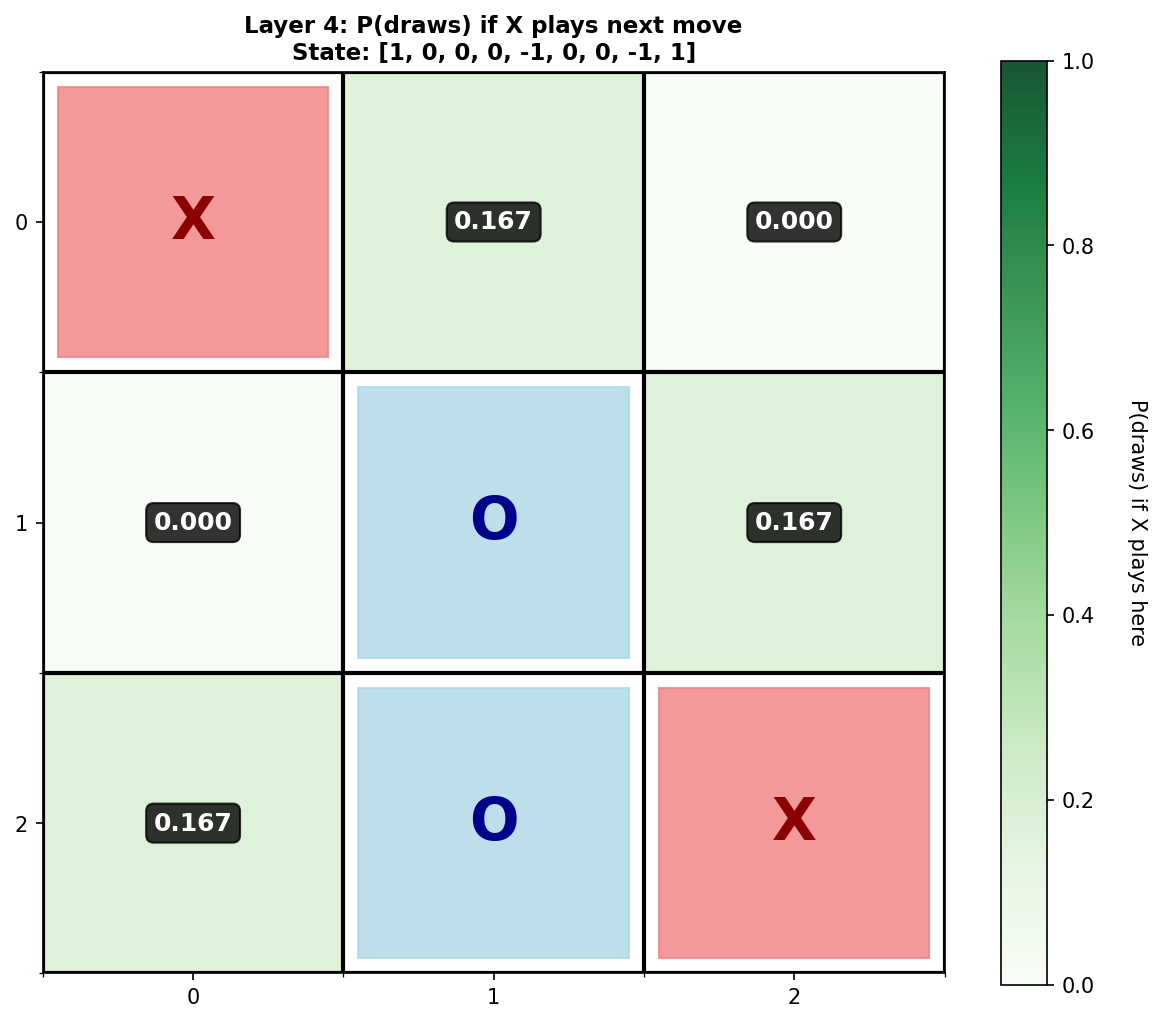 Layer 4: P(draws) if X plays next move
State: [1, 0, 0, 0, -1, 0, 0, -1, 1]
X
0.167
0.000
0
0.000
O
0.167
1
0.167
O
X
2
0
1
2
1.0
0.8
0.6
0.4
0.2
0.0
P(draws) if X plays here